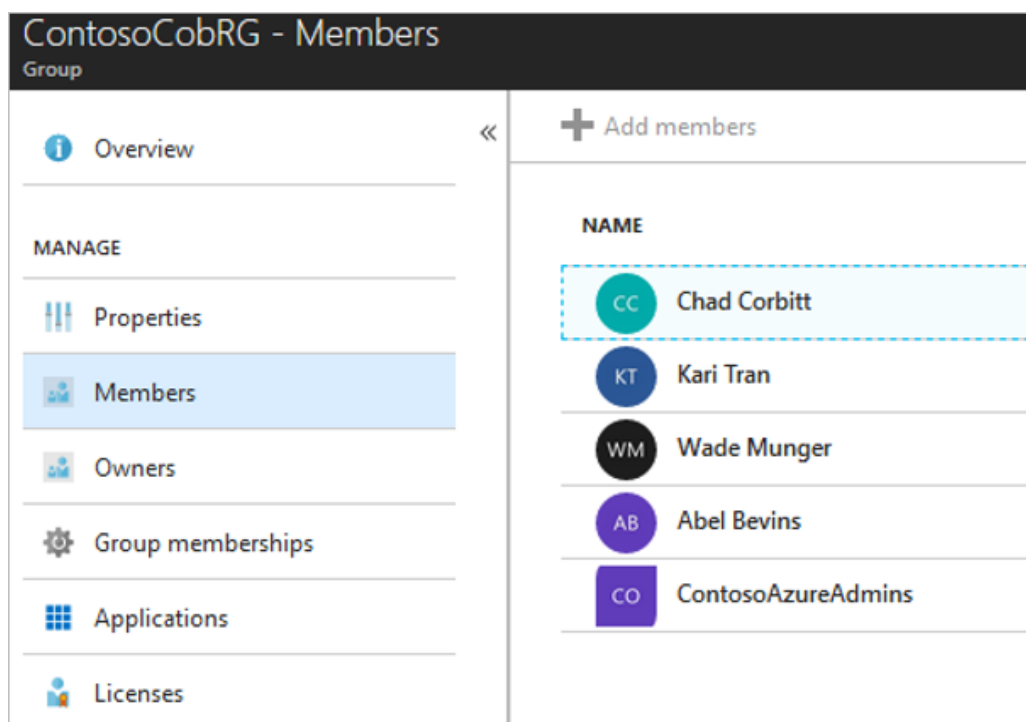 ContosoCobRG - Members
Group
Overview
«
MANAGE
Properties
Members
Owners
Group memberships
Applications
Licenses
Add members
NAME
CC Chad Corbitt
KT Kari Tran
WM Wade Munger
AB Abel Bevins
CO ContosoAzureAdmins